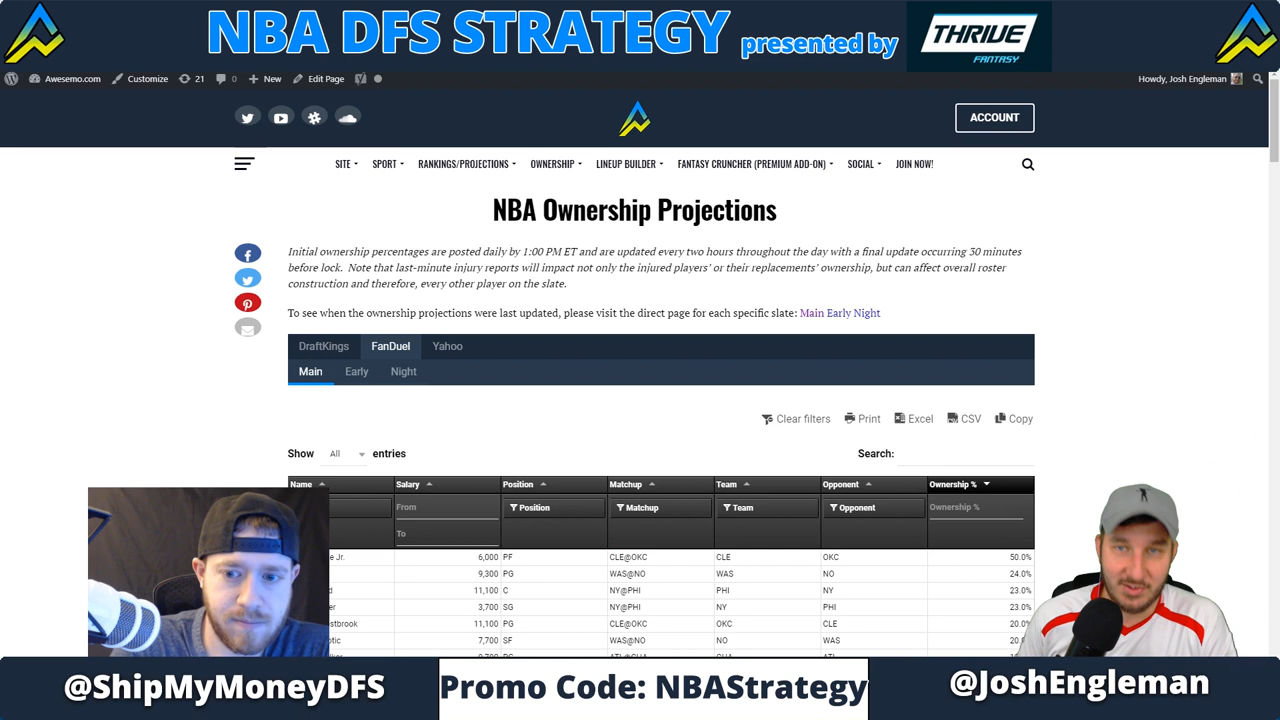 NBA DFS STRATEGY presented by THRIVE FANTASY
Awesemo.com Customize 21 0 New Edit Page Howdy, Josh Engleman
ACCOUNT
SITE SPORT RANKINGS/PROJECTIONS OWNERSHIP LINEUP BUILDER FANTASY CRUNCHER (PREMIUM ADD-ON) SOCIAL JOIN NOW!
NBA Ownership Projections
Initial ownership percentages are posted daily by 1:00 PM ET and are updated every two hours throughout the day with a final update occurring 30 minutes
before lock. Note that last-minute injury reports will impact not only the injured players' or their replacements' ownership, but can affect overall roster
construction and therefore, every other player on the slate.
To see when the ownership projections were last updated, please visit the direct page for each specific slate: Main Early Night
DraftKings FanDuel Yahoo
Main Early Night
Clear filters Print Excel CSV Copy
Show All entries Search:
Name Salary Position Matchup Team Opponent Ownership %
From Position Matchup Team Opponent Ownership %
To
e Jr. 6,000 PF CLE@OKC CLE OKC 50.0%
9,300 PG WAS@NO WAS NO 24.0%
d 11,100 C NY@PHI PHI NY 23.0%
er 3,700 SG NY@PHI NY PHI 23.0%
stbrook 11,100 PG CLE@OKC OKC CLE 20.0%
otic 7,700 SF WAS@NO NO WAS
@ShipMyMoneyDFS Promo Code: NBAStrategy @JoshEngleman